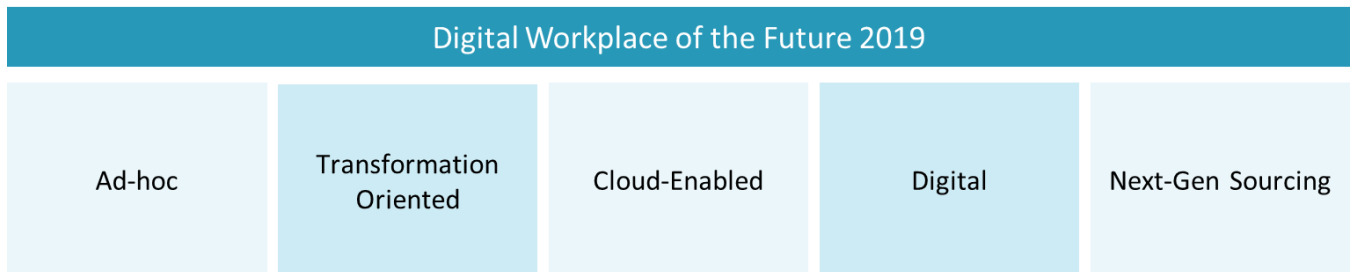 Digital Workplace of the Future 2019
Ad-hoc
Transformation
Oriented
Cloud-Enabled
Digital
Next-Gen Sourcing